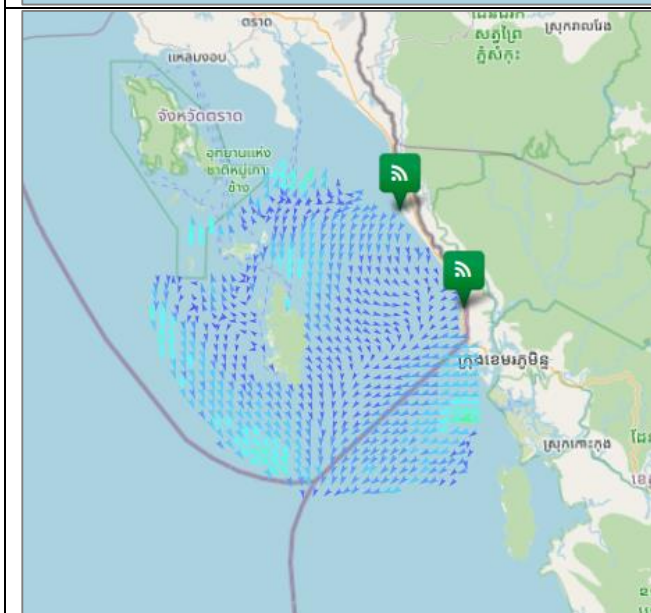 ตราด
ស្រុករាលែង
សត្វព្រៃ
ភ្នំសំកុះ
แหลมงอบ
จังหวัดตราด
อุทยานแห่ง
ชาติหมู่เกาะ
ช้าง
ក្រុងខេមរភូមិន្ទ
ស្រុកកោះកុង